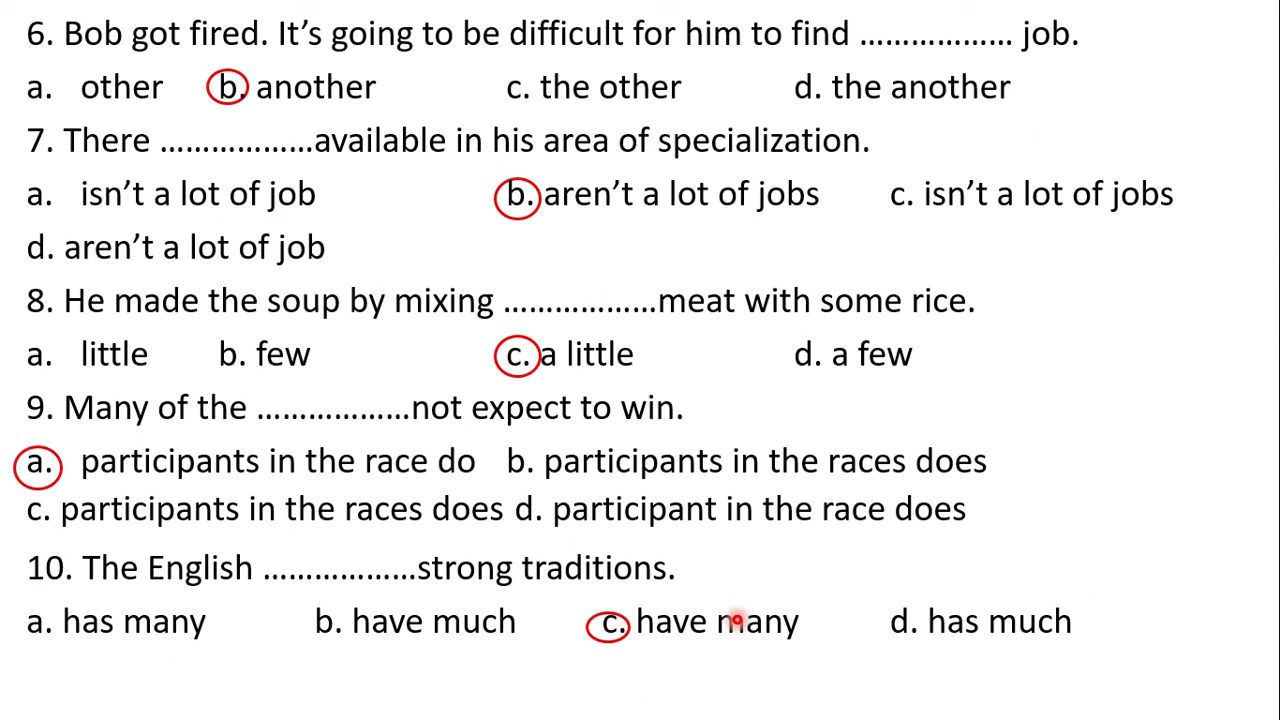 6. Bob got fired. It’s going to be difficult for him to find ……………… job.
a. other b. another c. the other d. the another
7. There ………………available in his area of specialization.
a. isn’t a lot of job b. aren’t a lot of jobs c. isn’t a lot of jobs
d. aren’t a lot of job
8. He made the soup by mixing ………………meat with some rice.
a. little b. few c. a little d. a few
9. Many of the ………………not expect to win.
a. participants in the race do b. participants in the races does
c. participants in the races does d. participant in the race does
10. The English ………………strong traditions.
a. has many b. have much c. have many d. has much